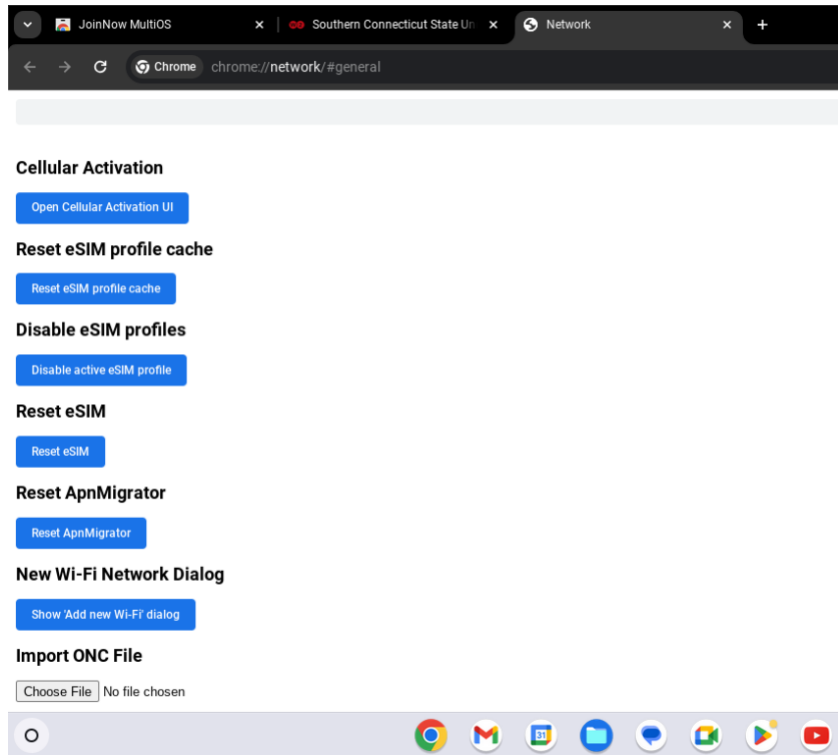 JoinNow MultiOS
Southern Connecticut State Un
Network
Chrome chrome://network/#general
Cellular Activation
Open Cellular Activation UI
Reset eSIM profile cache
Reset eSIM profile cache
Disable eSIM profiles
Disable active eSIM profile
Reset eSIM
Reset eSIM
Reset ApnMigrator
Reset ApnMigrator
New Wi-Fi Network Dialog
Show 'Add new Wi-Fi' dialog
Import ONC File
Choose File No file chosen
31